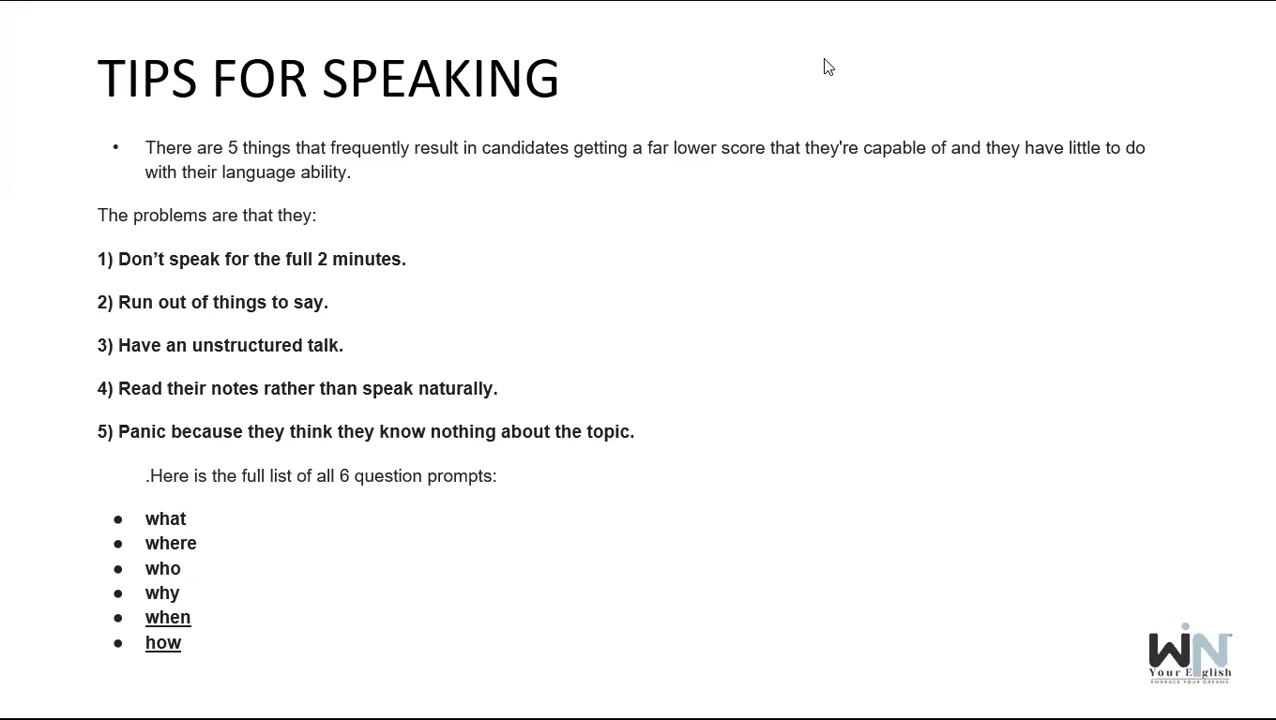 TIPS FOR SPEAKING
• There are 5 things that frequently result in candidates getting a far lower score that they're capable of and they have little to do
with their language ability.
The problems are that they:
1) Don’t speak for the full 2 minutes.
2) Run out of things to say.
3) Have an unstructured talk.
4) Read their notes rather than speak naturally.
5) Panic because they think they know nothing about the topic.
.Here is the full list of all 6 question prompts:
● what
● where
● who
● why
● when
● how
WiN
Your English
EMBRACE YOUR DREAMS